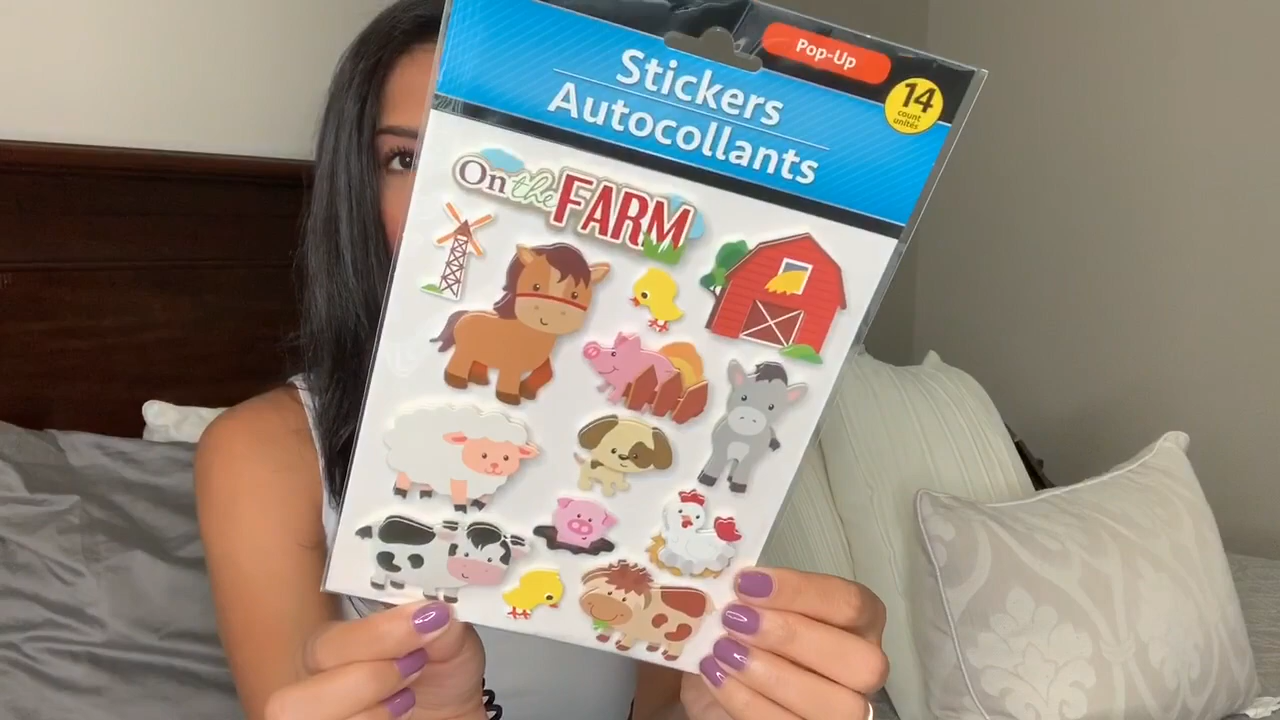 Pop-Up
Stickers
Autocollants
14
count
unités
On the FARM